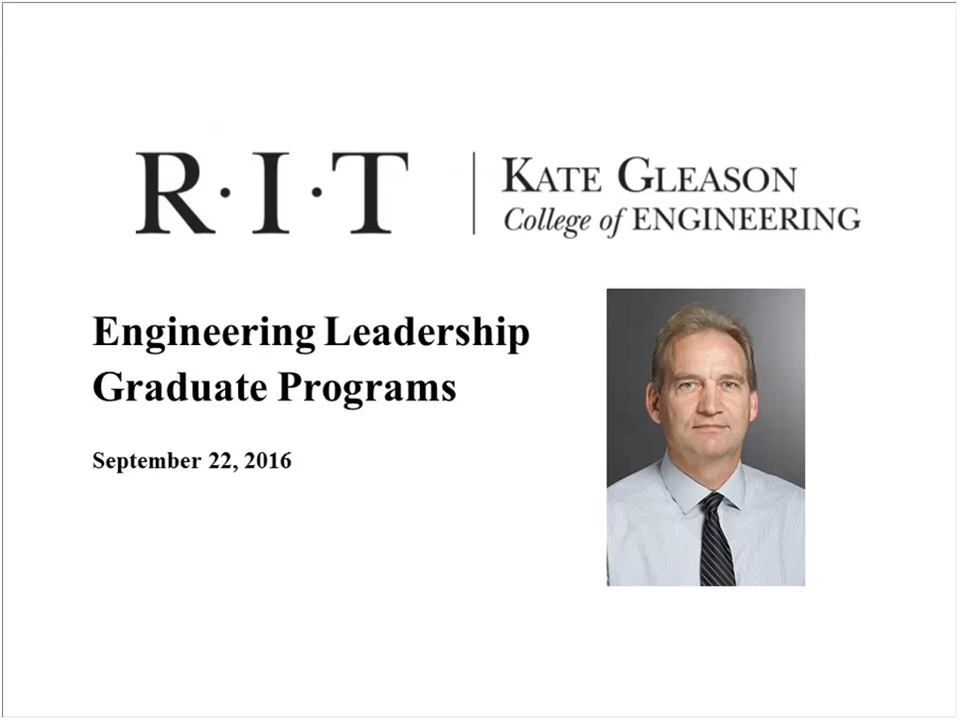 R·I·T
KATE GLEASON
College of ENGINEERING
Engineering Leadership
Graduate Programs
September 22, 2016